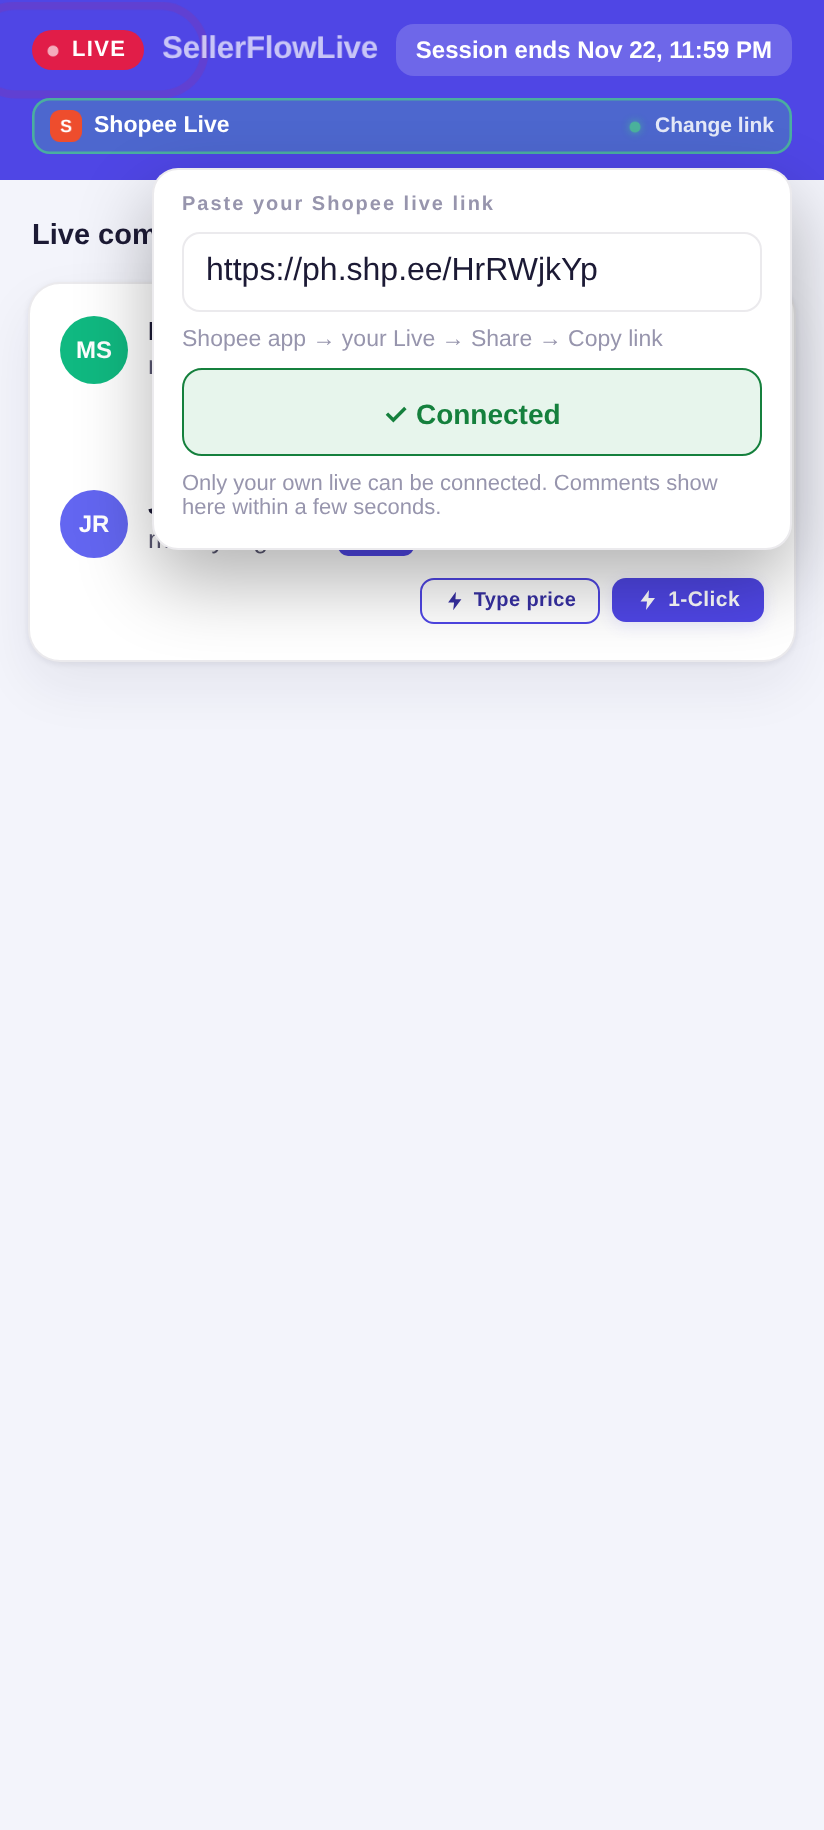 LIVE SellerFlowLive Session ends Nov 22, 11:59 PM
S Shopee Live Change link
Paste your Shopee live link
Live com
https://ph.shp.ee/HrRWjkYp
MS
Shopee app → your Live → Share → Copy link
✓ Connected
Only your own live can be connected. Comments show
here within a few seconds.
JR
Type price 1-Click